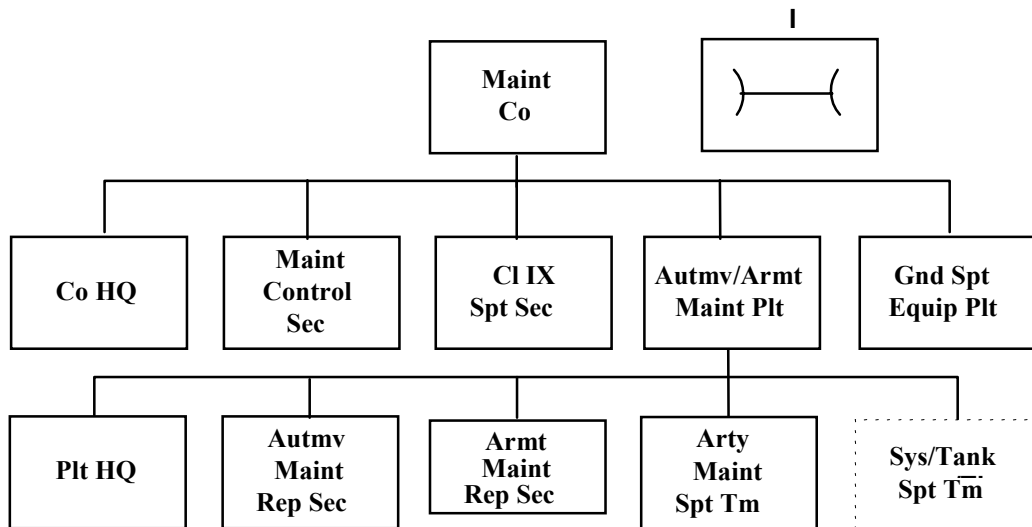 I
Maint
Co
Co HQ
Maint
Control
Sec
Cl IX
Spt Sec
Autmv/Armt
Maint Plt
Gnd Spt
Equip Plt
Plt HQ
Autmv
Maint
Rep Sec
Armt
Maint
Rep Sec
Arty
Maint
Spt Tm
Sys/Tank
Spt Tm